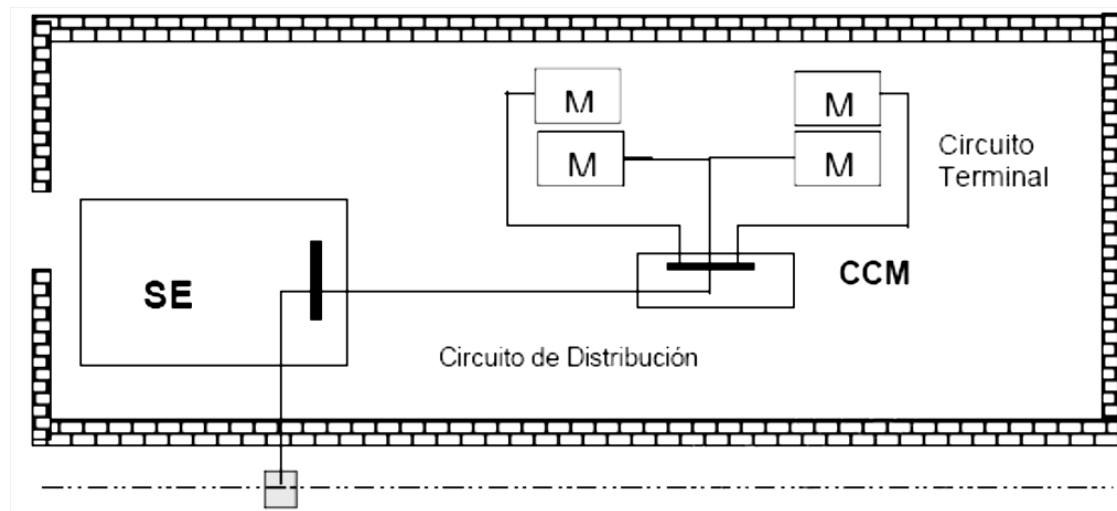 M
M
M
M
Circuito
Terminal
SE
CCM
Circuito de Distribución